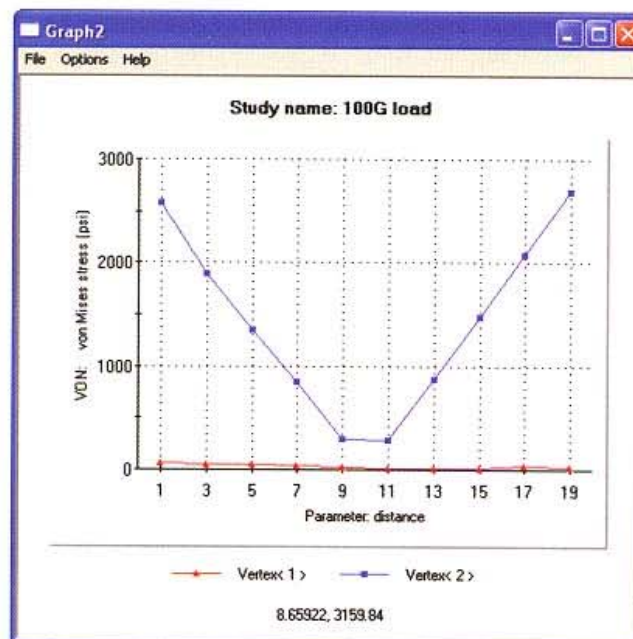 Graph2
File Options Help
Study name: 100G load
VON: von Mises stress (psi)
3000
2000
1000
0
1 3 5 7 9 11 13 15 17 19
Parameter: distance
Vertex< 1 > Vertex< 2 >
8.65922, 3159.84